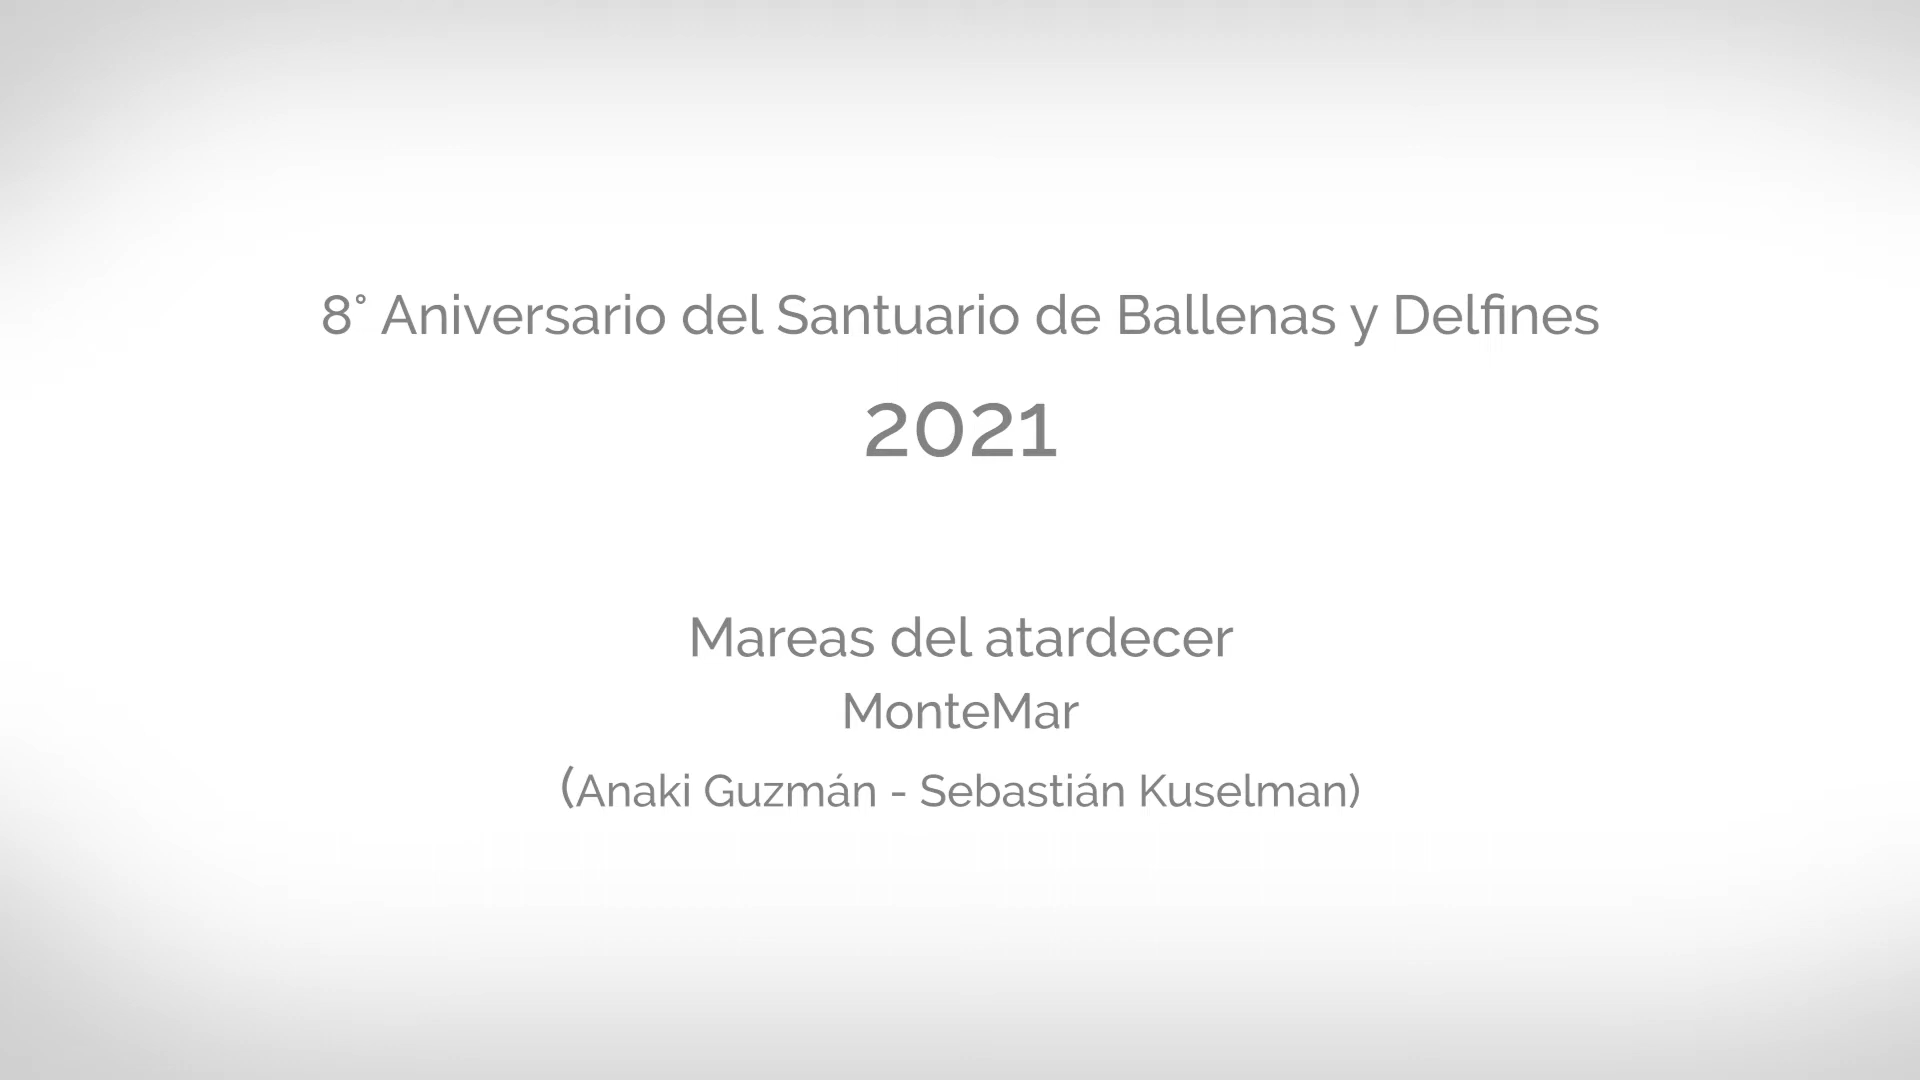 8° Aniversario del Santuario de Ballenas y Delfines
2021
Mareas del atardecer
MonteMar
(Anaki Guzmán - Sebastián Kuselman)